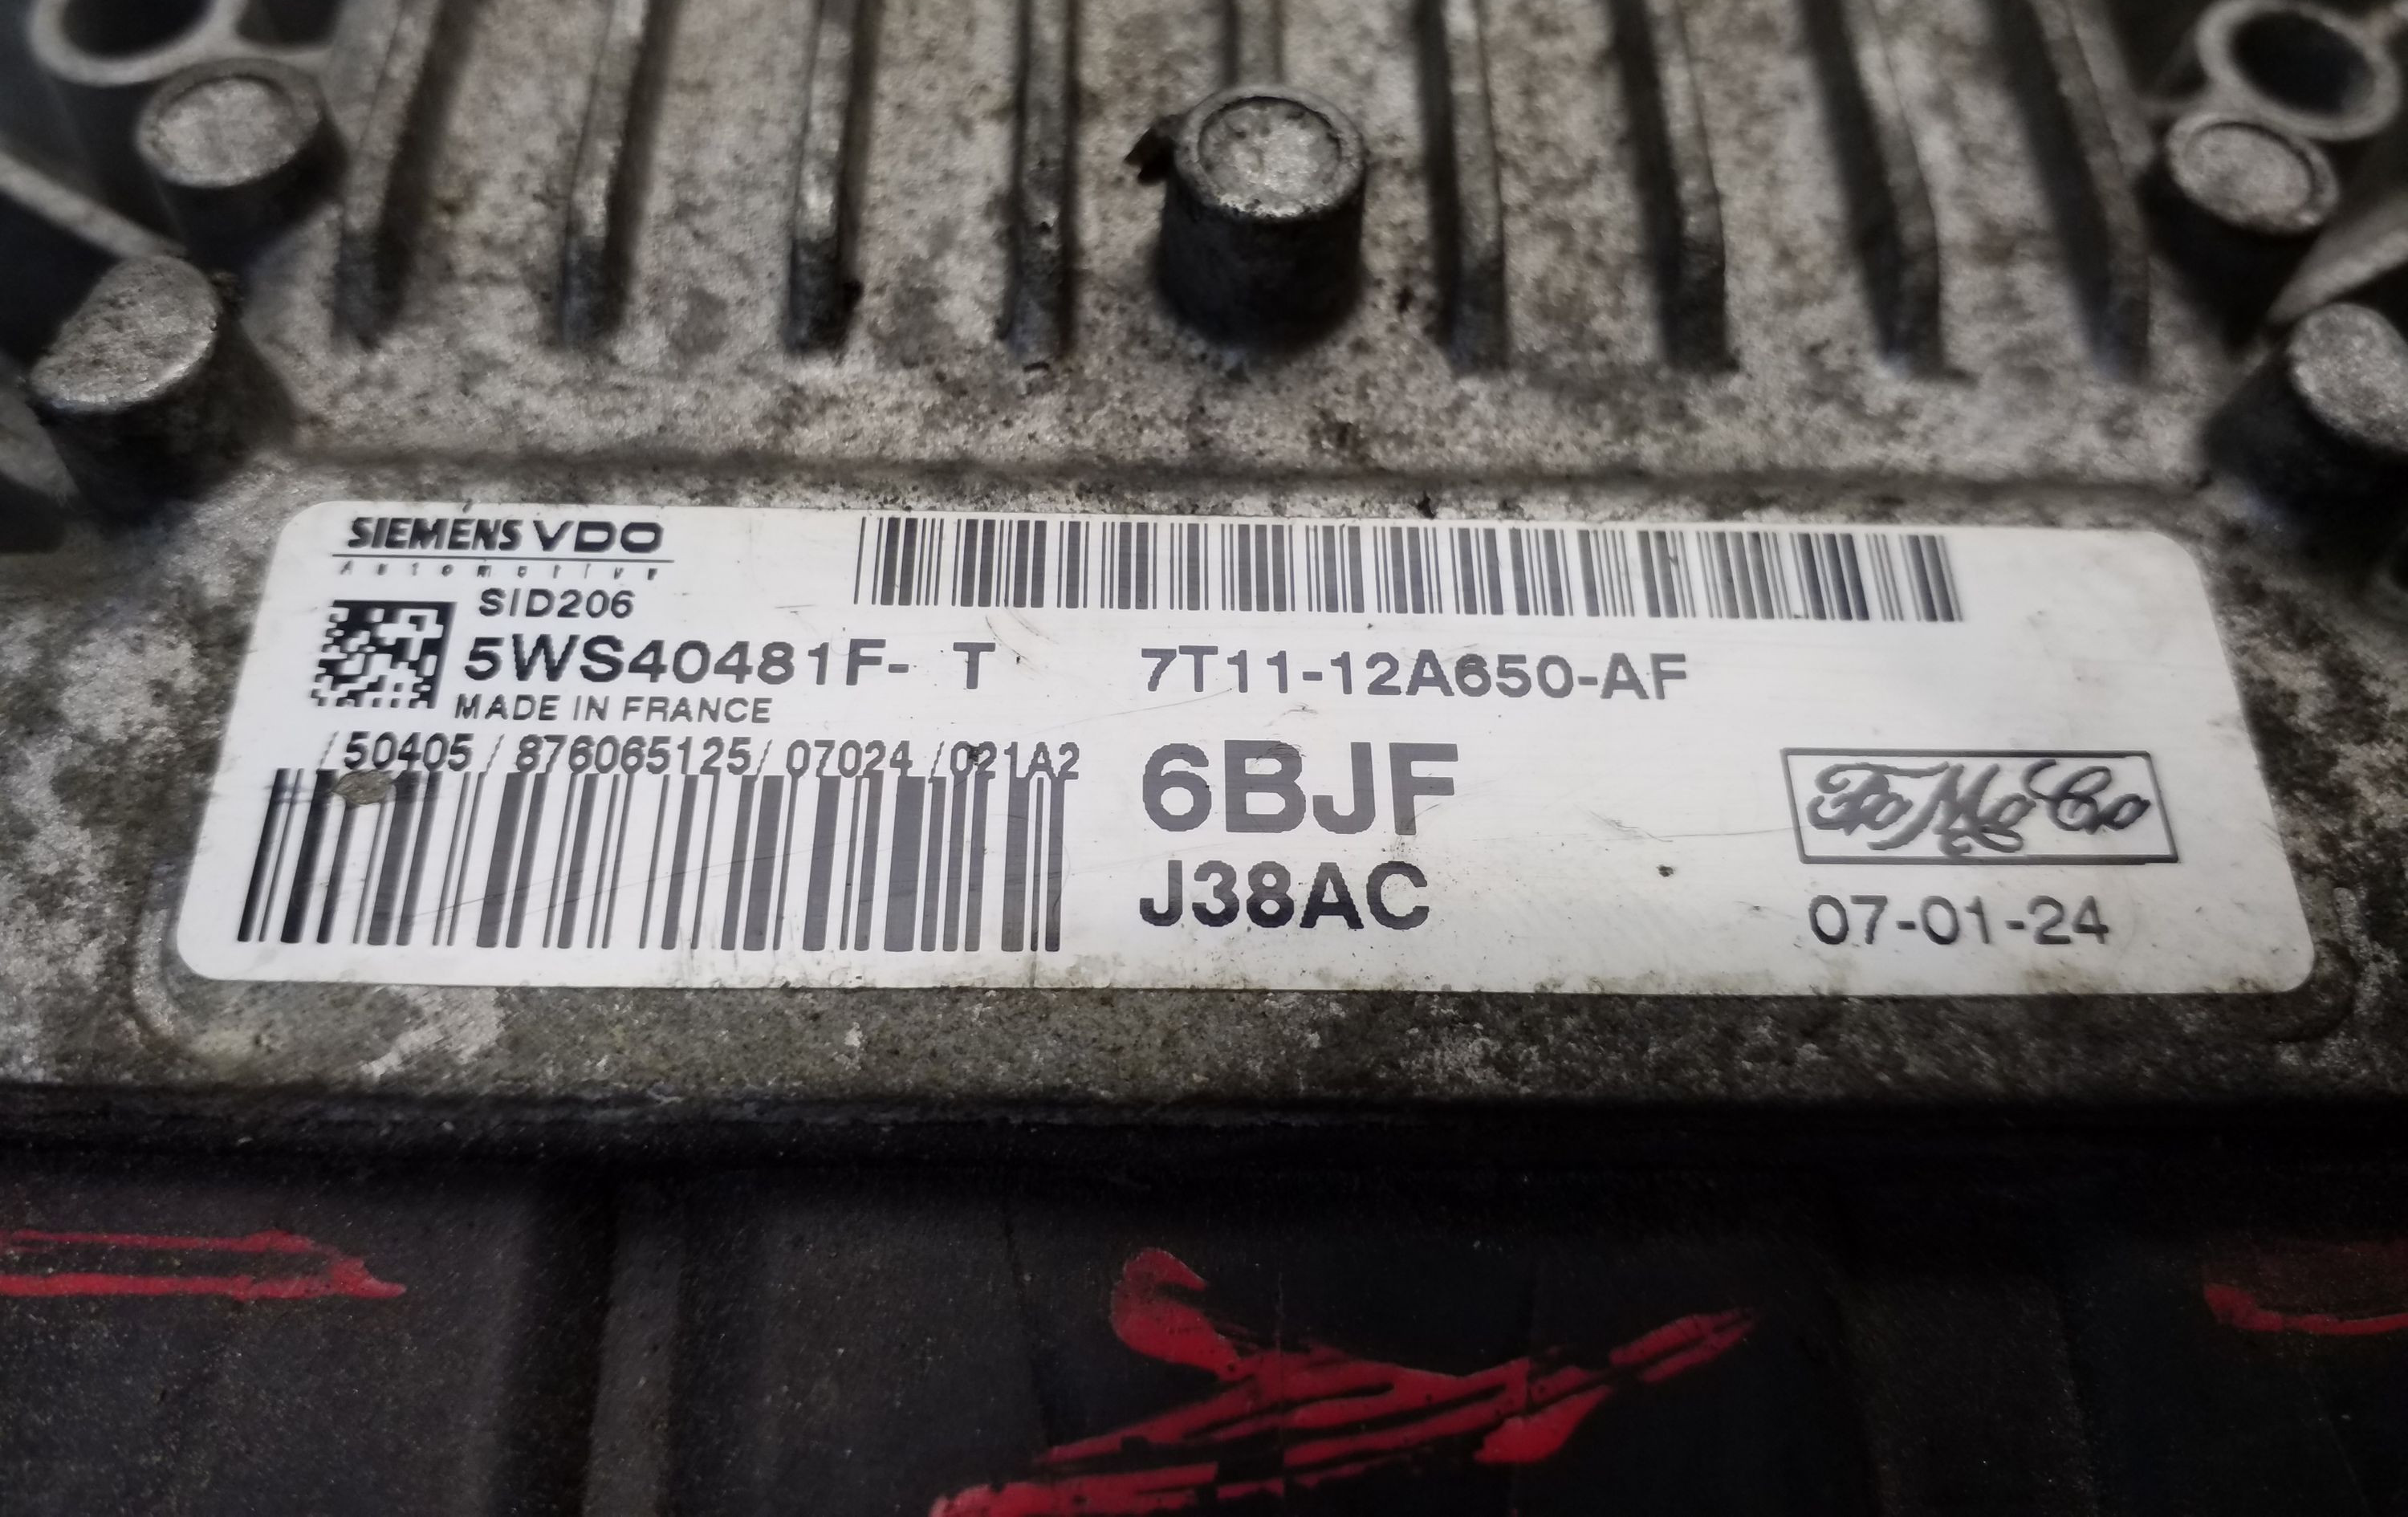 SIEMENS VDO
Automotive
SID206
5WS40481F- T 7T11-12A650-AF
MADE IN FRANCE
/50405/876065125/07024/021A2
6BJF
FoMoCo
J38AC
07-01-24